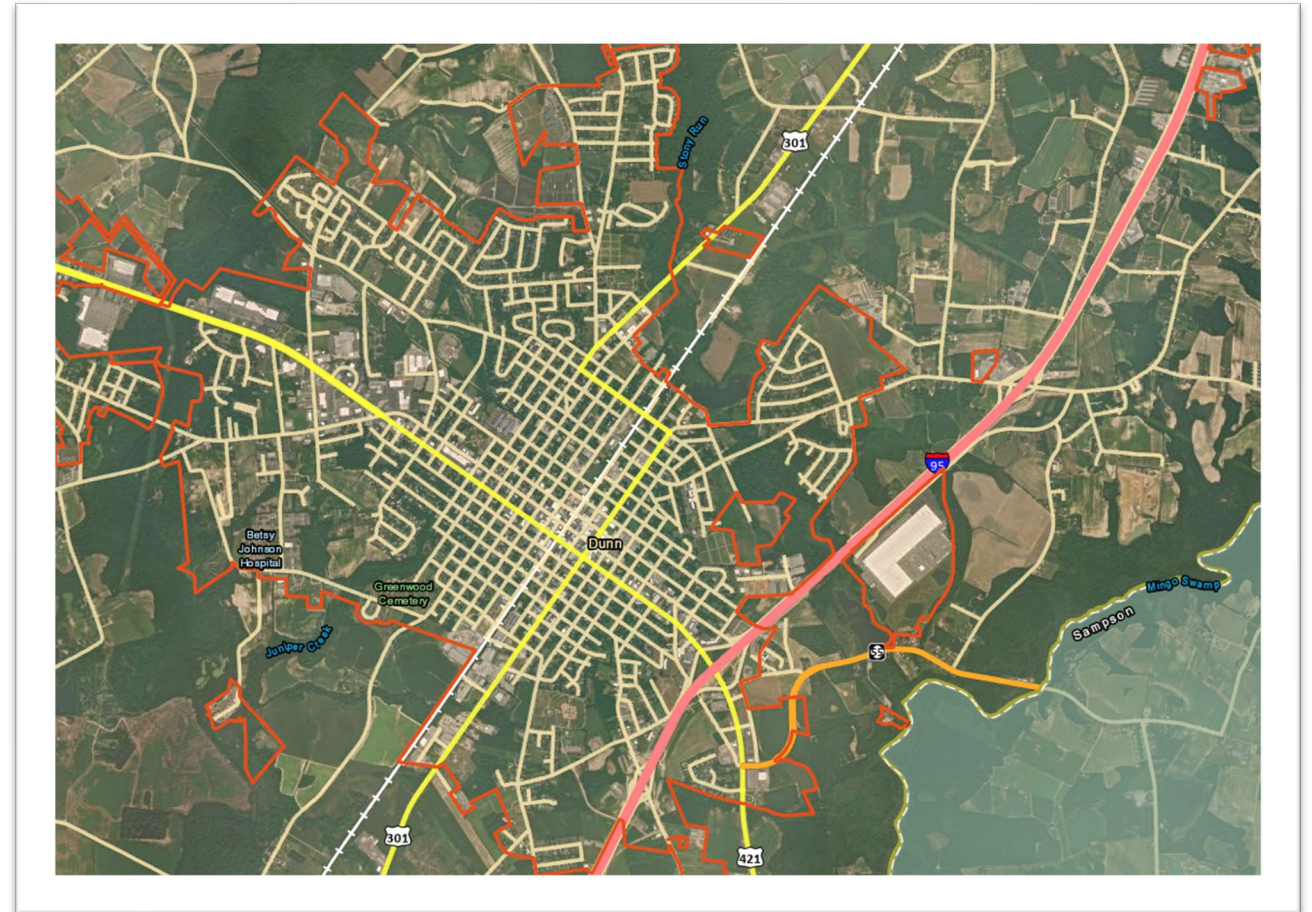 Stony Run
301
95
Dunn
Betsy
Johnson
Hospital
Greenwood
Cemetery
Mingo Swamp
Sampson
Juniper Creek
55
301
421